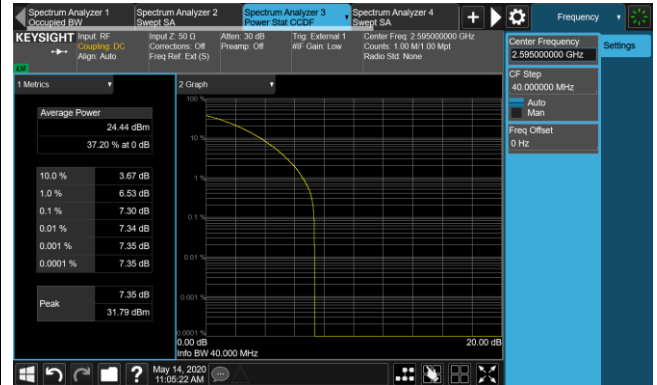 Spectrum Analyzer 1
Occupied BW
Spectrum Analyzer 2
Swept SA
Spectrum Analyzer 3
Power Stat CCDF
Spectrum Analyzer 4
Swept SA
Frequency
KEYSIGHT
Input: RF
Coupling: DC
Align: Auto
Input Z: 50 Ω
Corrections: Off
Freq Ref: Ext (S)
Atten: 30 dB
Preamp: Off
Trig: External 1
#IF Gain: Low
Center Freq: 2.595000000 GHz
Counts: 1.00 M/1.00 Mpt
Radio Std: None
LXI
Center Frequency
2.595000000 GHz
Settings
CF Step
40.000000 MHz
Auto
Man
Freq Offset
0 Hz
1 Metrics
Average Power
24.44 dBm
37.20 % at 0 dB
10.0 % 3.67 dB
1.0 % 6.53 dB
0.1 % 7.30 dB
0.01 % 7.34 dB
0.001 % 7.35 dB
0.0001 % 7.35 dB
Peak
7.35 dB
31.79 dBm
2 Graph
100 %
10 %
1 %
0.1 %
0.01 %
0.001 %
0.0001 %
0.00 dB
20.00 dB
Info BW 40.000 MHz
?
May 14, 2020
11:05:22 AM